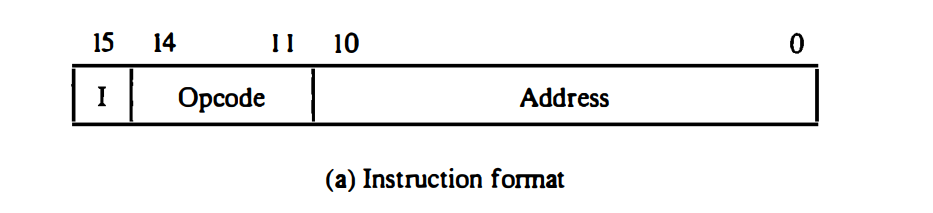 15 14 11 10 0
I Opcode Address
(a) Instruction format